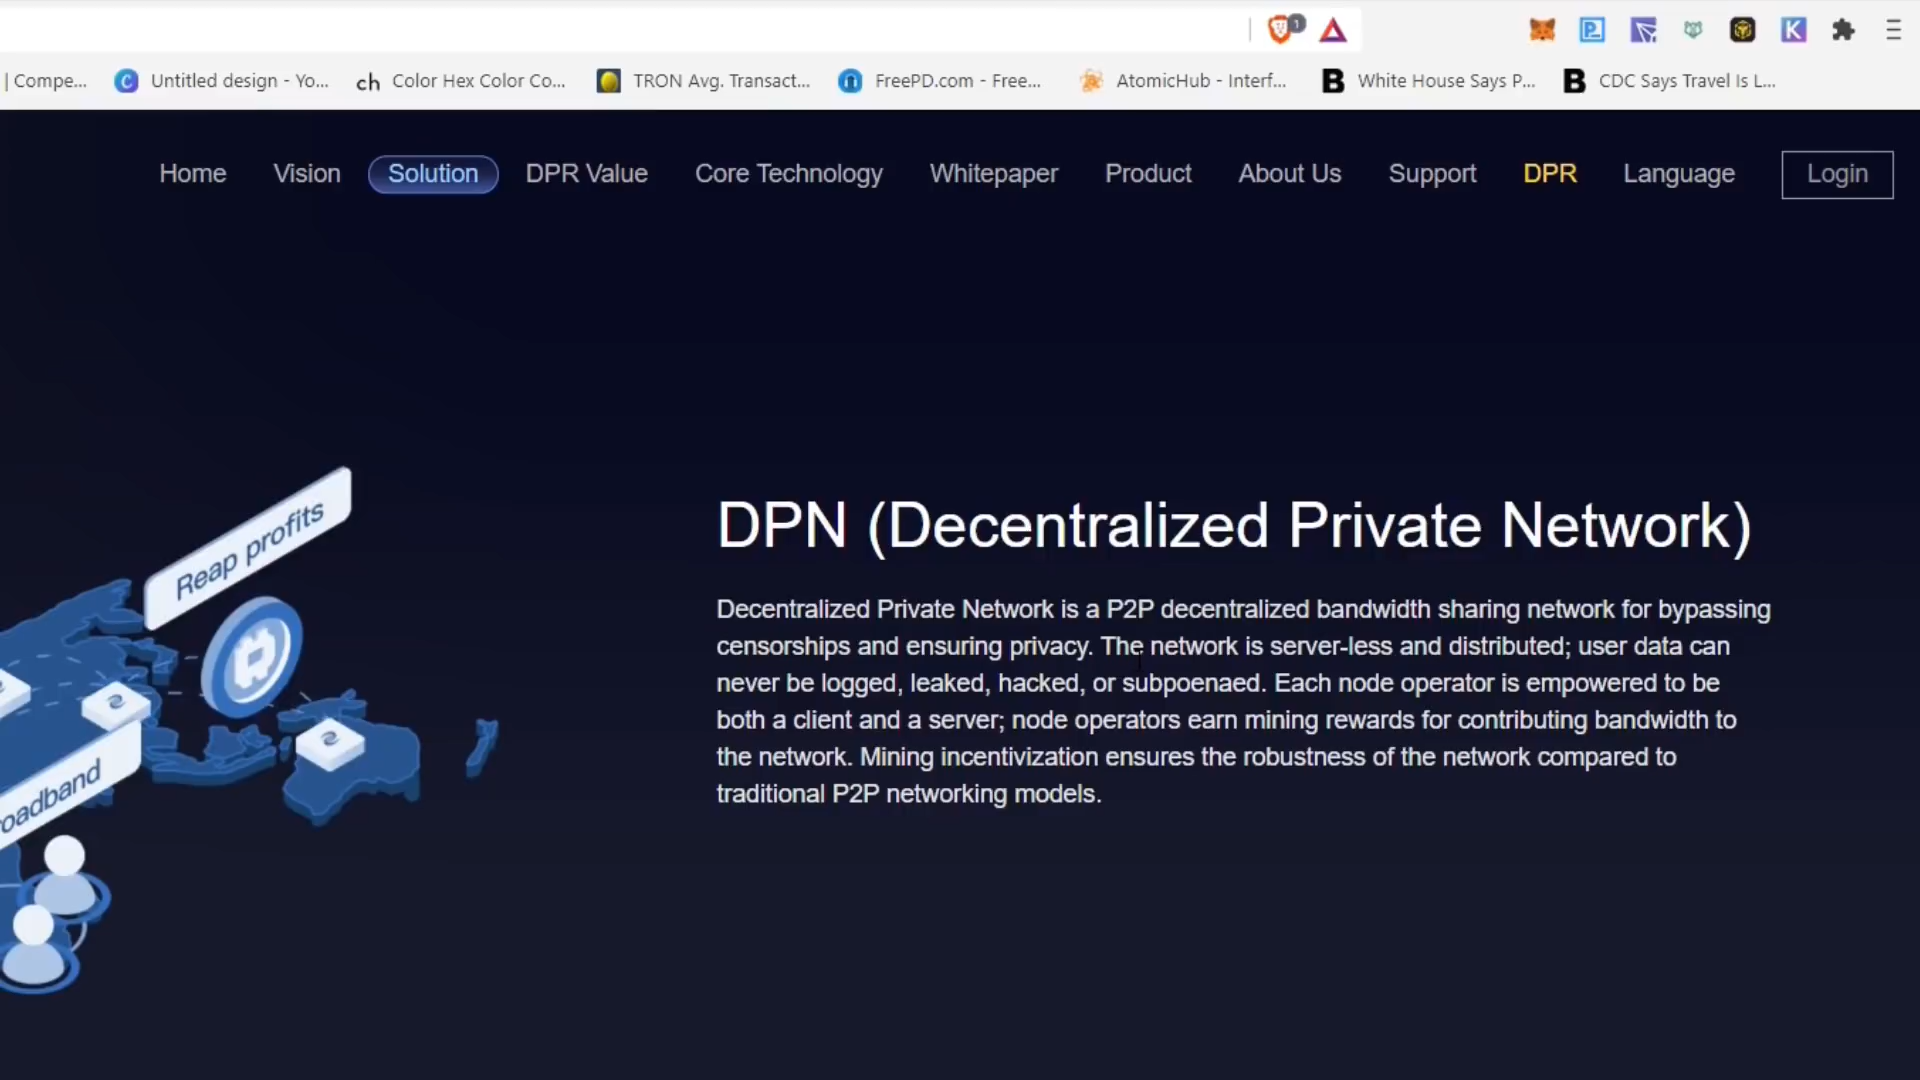 1
| Compe...
Untitled design - Yo...
ch Color Hex Color Co...
TRON Avg. Transact...
FreePD.com - Free...
AtomicHub - Interf...
B White House Says P...
B CDC Says Travel Is L...
Home
Vision
Solution
DPR Value
Core Technology
Whitepaper
Product
About Us
Support
DPR
Language
Login
Reap profits
roadband
DPN (Decentralized Private Network)
Decentralized Private Network is a P2P decentralized bandwidth sharing network for bypassing
censorships and ensuring privacy. The network is server-less and distributed; user data can
never be logged, leaked, hacked, or subpoenaed. Each node operator is empowered to be
both a client and a server; node operators earn mining rewards for contributing bandwidth to
the network. Mining incentivization ensures the robustness of the network compared to
traditional P2P networking models.